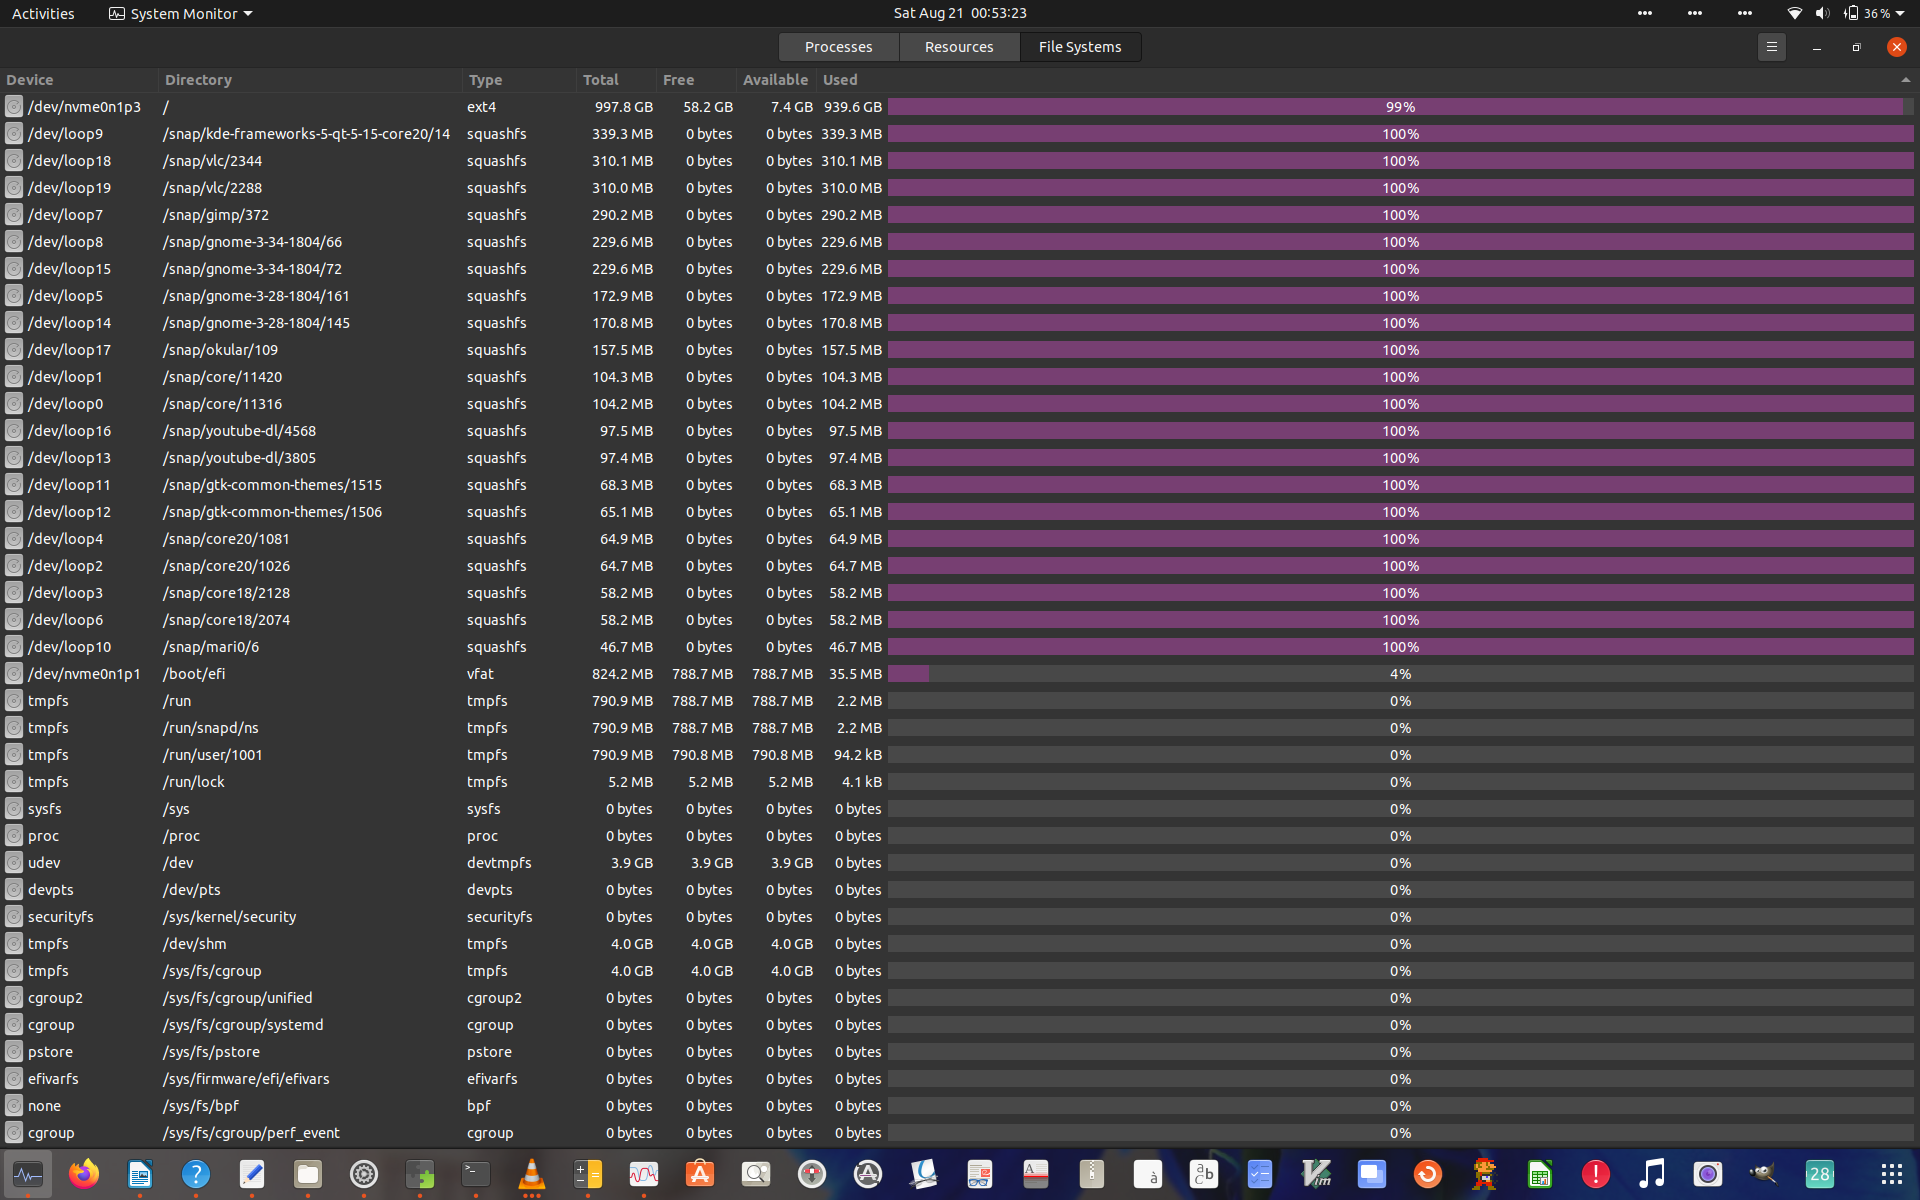 Activities System Monitor Sat Aug 21 00:53:23 36%
Processes Resources File Systems
Device Directory Type Total Free Available Used
/dev/nvme0n1p3 / ext4 997.8 GB 58.2 GB 7.4 GB 939.6 GB 99%
/dev/loop9 /snap/kde-frameworks-5-qt-5-15-core20/14 squashfs 339.3 MB 0 bytes 0 bytes 339.3 MB 100%
/dev/loop18 /snap/vlc/2344 squashfs 310.1 MB 0 bytes 0 bytes 310.1 MB 100%
/dev/loop19 /snap/vlc/2288 squashfs 310.0 MB 0 bytes 0 bytes 310.0 MB 100%
/dev/loop7 /snap/gimp/372 squashfs 290.2 MB 0 bytes 0 bytes 290.2 MB 100%
/dev/loop8 /snap/gnome-3-34-1804/66 squashfs 229.6 MB 0 bytes 0 bytes 229.6 MB 100%
/dev/loop15 /snap/gnome-3-34-1804/72 squashfs 229.6 MB 0 bytes 0 bytes 229.6 MB 100%
/dev/loop5 /snap/gnome-3-28-1804/161 squashfs 172.9 MB 0 bytes 0 bytes 172.9 MB 100%
/dev/loop14 /snap/gnome-3-28-1804/145 squashfs 170.8 MB 0 bytes 0 bytes 170.8 MB 100%
/dev/loop17 /snap/okular/109 squashfs 157.5 MB 0 bytes 0 bytes 157.5 MB 100%
/dev/loop1 /snap/core/11420 squashfs 104.3 MB 0 bytes 0 bytes 104.3 MB 100%
/dev/loop0 /snap/core/11316 squashfs 104.2 MB 0 bytes 0 bytes 104.2 MB 100%
/dev/loop16 /snap/youtube-dl/4568 squashfs 97.5 MB 0 bytes 0 bytes 97.5 MB 100%
/dev/loop13 /snap/youtube-dl/3805 squashfs 97.4 MB 0 bytes 0 bytes 97.4 MB 100%
/dev/loop11 /snap/gtk-common-themes/1515 squashfs 68.3 MB 0 bytes 0 bytes 68.3 MB 100%
/dev/loop12 /snap/gtk-common-themes/1506 squashfs 65.1 MB 0 bytes 0 bytes 65.1 MB 100%
/dev/loop4 /snap/core20/1081 squashfs 64.9 MB 0 bytes 0 bytes 64.9 MB 100%
/dev/loop2 /snap/core20/1026 squashfs 64.7 MB 0 bytes 0 bytes 64.7 MB 100%
/dev/loop3 /snap/core18/2128 squashfs 58.2 MB 0 bytes 0 bytes 58.2 MB 100%
/dev/loop6 /snap/core18/2074 squashfs 58.2 MB 0 bytes 0 bytes 58.2 MB 100%
/dev/loop10 /snap/mari0/6 squashfs 46.7 MB 0 bytes 0 bytes 46.7 MB 100%
/dev/nvme0n1p1 /boot/efi vfat 824.2 MB 788.7 MB 788.7 MB 35.5 MB 4%
tmpfs /run tmpfs 790.9 MB 788.7 MB 788.7 MB 2.2 MB 0%
tmpfs /run/snapd/ns tmpfs 790.9 MB 788.7 MB 788.7 MB 2.2 MB 0%
tmpfs /run/user/1001 tmpfs 790.9 MB 790.8 MB 790.8 MB 94.2 kB 0%
tmpfs /run/lock tmpfs 5.2 MB 5.2 MB 5.2 MB 4.1 kB 0%
sysfs /sys sysfs 0 bytes 0 bytes 0 bytes 0 bytes 0%
proc /proc proc 0 bytes 0 bytes 0 bytes 0 bytes 0%
udev /dev devtmpfs 3.9 GB 3.9 GB 3.9 GB 0 bytes 0%
devpts /dev/pts devpts 0 bytes 0 bytes 0 bytes 0 bytes 0%
securityfs /sys/kernel/security securityfs 0 bytes 0 bytes 0 bytes 0 bytes 0%
tmpfs /dev/shm tmpfs 4.0 GB 4.0 GB 4.0 GB 0 bytes 0%
tmpfs /sys/fs/cgroup tmpfs 4.0 GB 4.0 GB 4.0 GB 0 bytes 0%
cgroup2 /sys/fs/cgroup/unified cgroup2 0 bytes 0 bytes 0 bytes 0 bytes 0%
cgroup /sys/fs/cgroup/systemd cgroup 0 bytes 0 bytes 0 bytes 0 bytes 0%
pstore /sys/fs/pstore pstore 0 bytes 0 bytes 0 bytes 0 bytes 0%
efivarfs /sys/firmware/efi/efivars efivarfs 0 bytes 0 bytes 0 bytes 0 bytes 0%
none /sys/fs/bpf bpf 0 bytes 0 bytes 0 bytes 0 bytes 0%
cgroup /sys/fs/cgroup/perf_event cgroup 0 bytes 0 bytes 0 bytes 0 bytes 0%
28